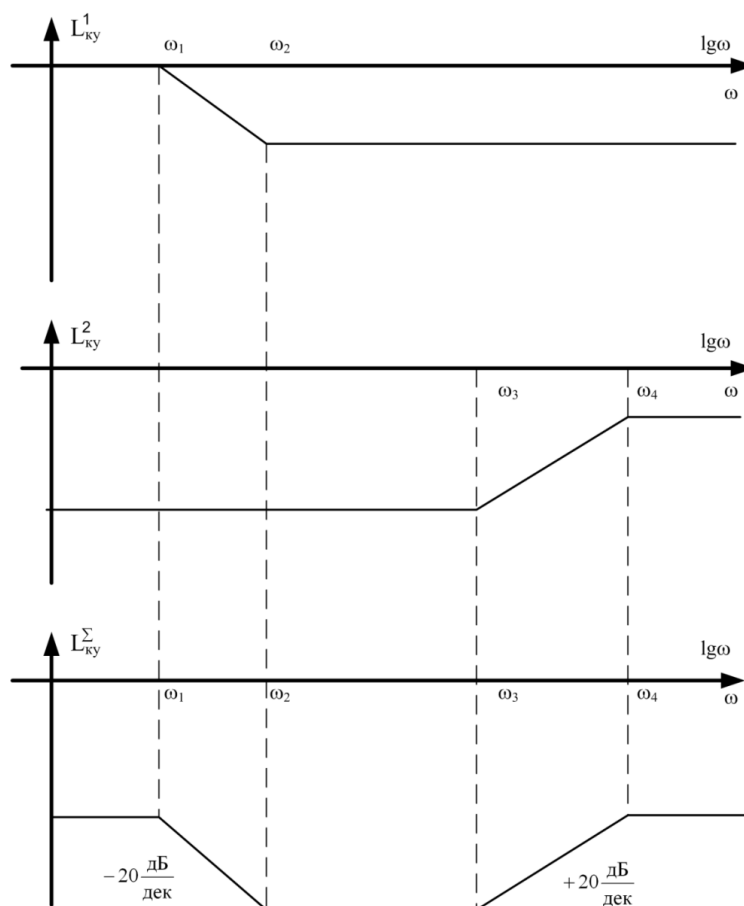 L¹ку ω₁ ω₂ lgω
ω
L²ку lgω
ω₃ ω₄ ω
L^Σку lgω
ω₁ ω₂ ω₃ ω₄ ω
−20 дБ/дек +20 дБ/дек